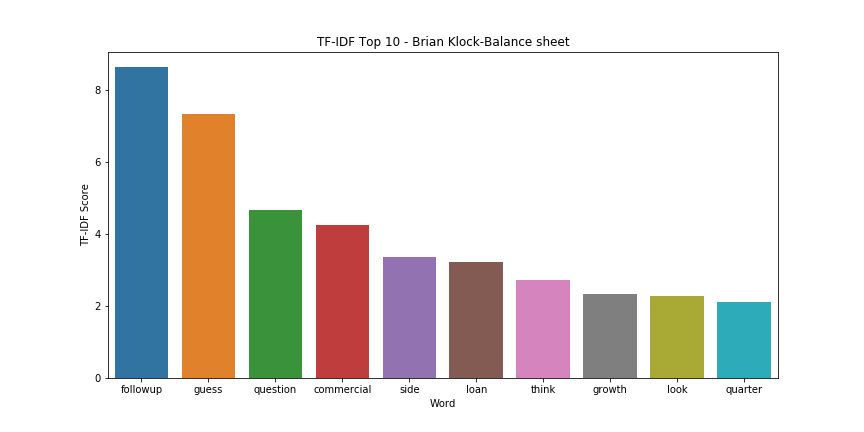 TF-IDF Top 10 - Brian Klock-Balance sheet
TF-IDF Score
8
6
4
2
0
followup guess question commercial side loan think growth look quarter
Word